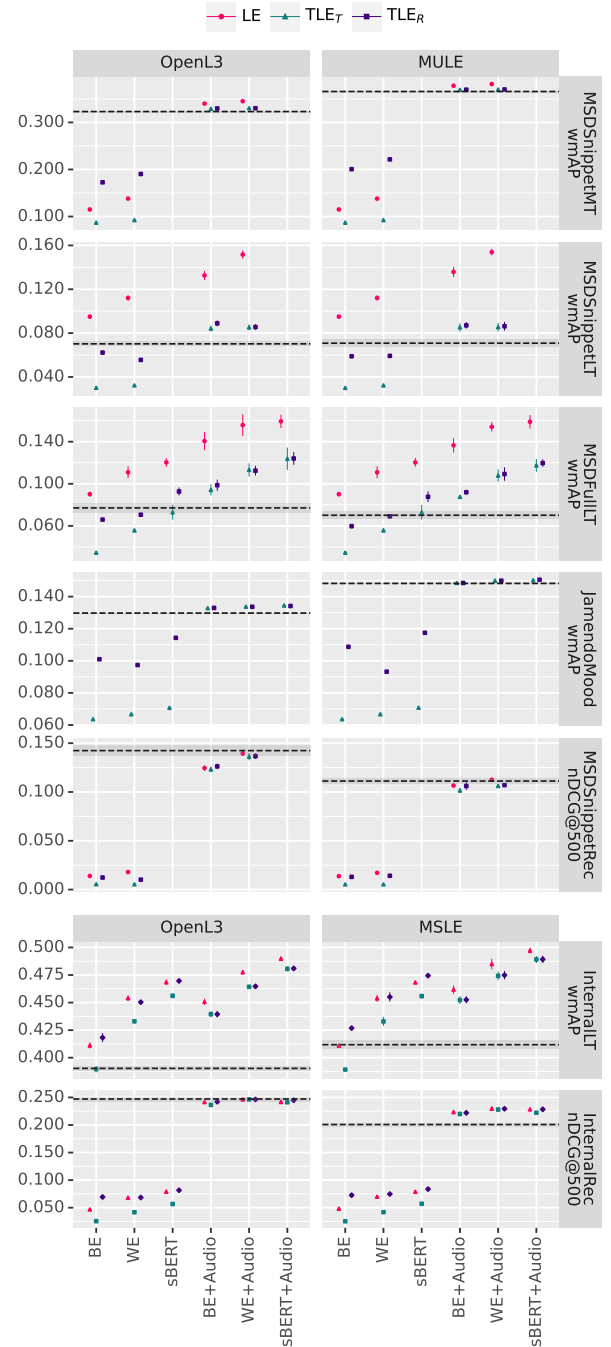 LE TLE_T TLE_R
OpenL3 MULE
0.300
0.200
0.100
MSDSnippetMT
wmAP
0.160
0.120
0.080
0.040
MSDSnippetLT
wmAP
0.140
0.100
0.060
MSDFullLT
wmAP
0.140
0.120
0.100
0.080
0.060
JamendoMood
wmAP
0.150
0.100
0.050
0.000
MSDSnippetRec
nDCG@500
OpenL3 MSLE
0.500
0.475
0.450
0.425
0.400
InternalLT
wmAP
0.250
0.200
0.150
0.100
0.050
InternalRec
nDCG@500
BE WE sBERT BE+Audio WE+Audio sBERT+Audio BE WE sBERT BE+Audio WE+Audio sBERT+Audio